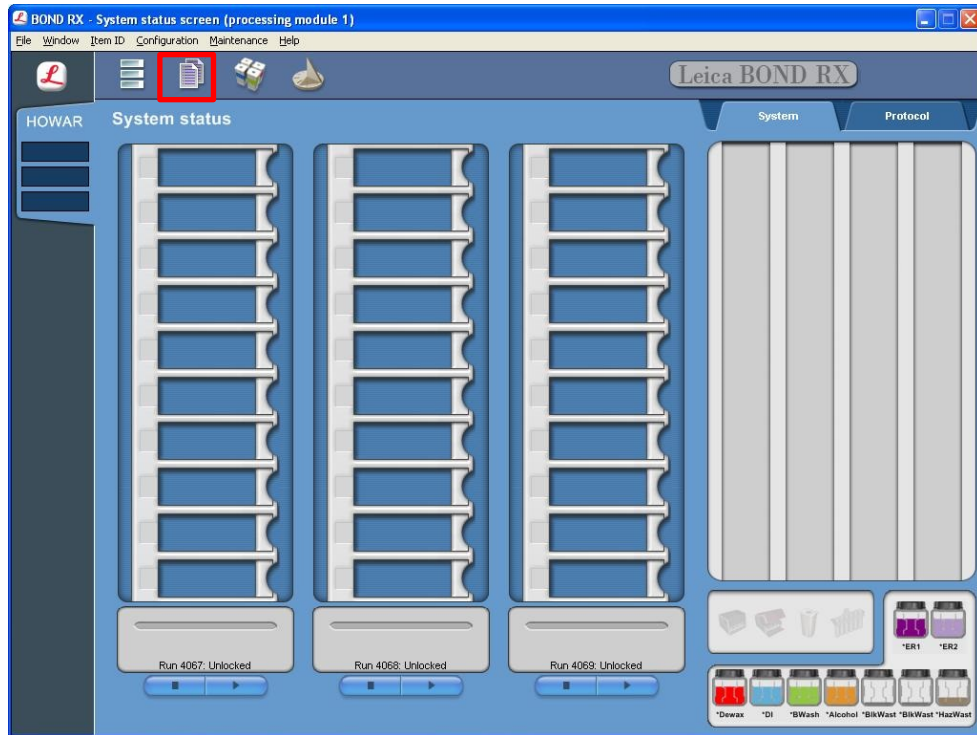 BOND RX - System status screen (processing module 1)
File Window Item ID Configuration Maintenance Help
Leica BOND RX
HOWAR
System status
System
Protocol
Run 4067: Unlocked
Run 4068: Unlocked
Run 4069: Unlocked
*ER1 *ER2
*Dewax *DI *BWash *Alcohol *BlkWast *BlkWast *HazWast